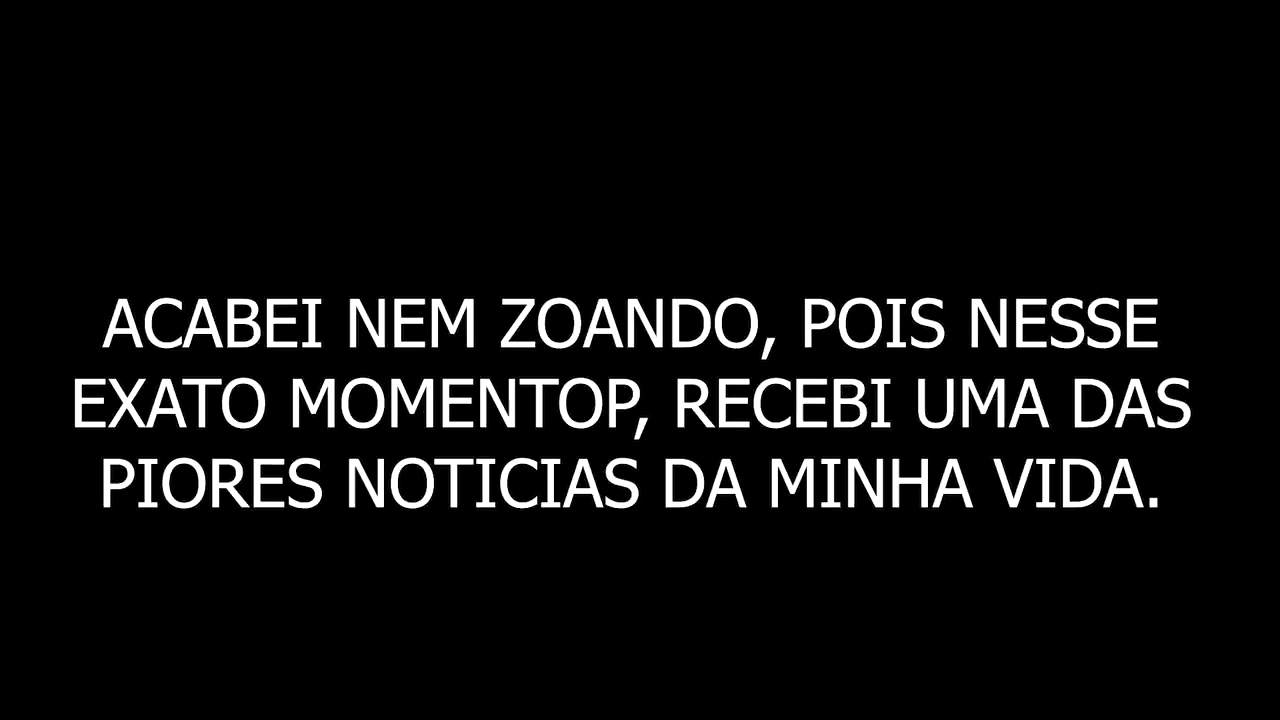 ACABEI NEM ZOANDO, POIS NESSE
EXATO MOMENTOP, RECEBI UMA DAS
PIORES NOTICIAS DA MINHA VIDA.